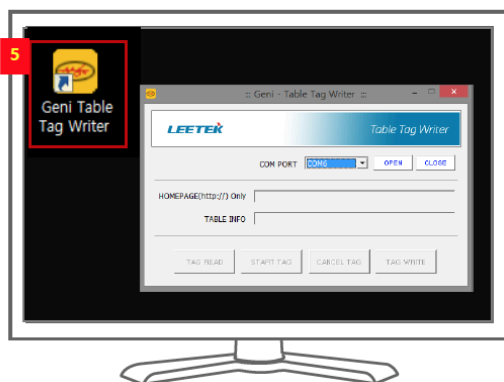 5
Geni Table
Tag Writer
:: Geni - Table Tag Writer ::
LEETEK
Table Tag Writer
COM PORT COM6 OPEN CLOSE
HOMEPAGE(http://) Only
TABLE INFO
TAG READ START TAG CANCEL TAG TAG WRITE